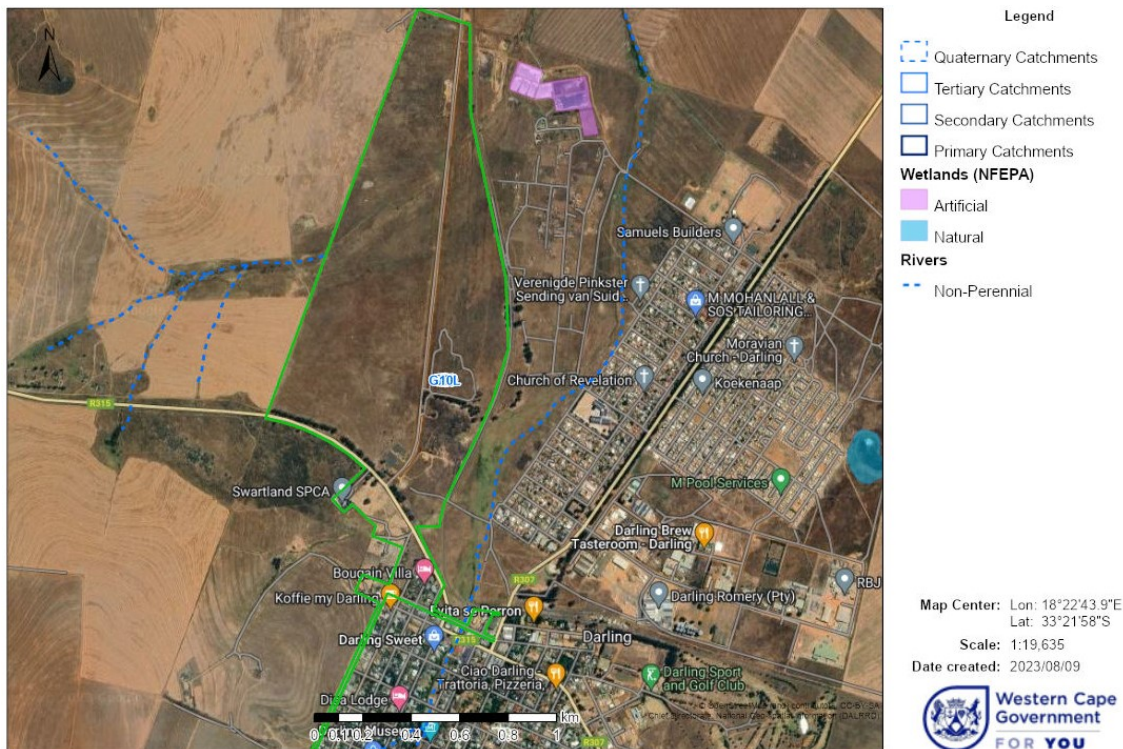 N
Samuels Builders
Verenigde Pinkster
Sending van Suid...
M MOHANLALL &
SOS TAILORING...
Moravian
Church - Darling
Church of Revelation
Koekenaap
G10L
R315
Swartland SPCA
M Pool Services
Darling Brew
Tasteroom - Darling
Bougain Villa
R307
RBJ
Koffie my Darling
Evita se Perron
Darling Romery (Pty)
Darling Sweet
R315
Darling
Ciao Darling -
Trattoria, Pizzeria,
Darling Sport
and Golf Club
Disa Lodge
km
0 0.1 0.2 0.4 0.6 0.8 1
R307
Legend
Quaternary Catchments
Tertiary Catchments
Secondary Catchments
Primary Catchments
Wetlands (NFEPA)
Artificial
Natural
Rivers
Non-Perennial
Map Center: Lon: 18°22'43.9"E
Lat: 33°21'58"S
Scale: 1:19,635
Date created: 2023/08/09
Western Cape
Government
FOR YOU